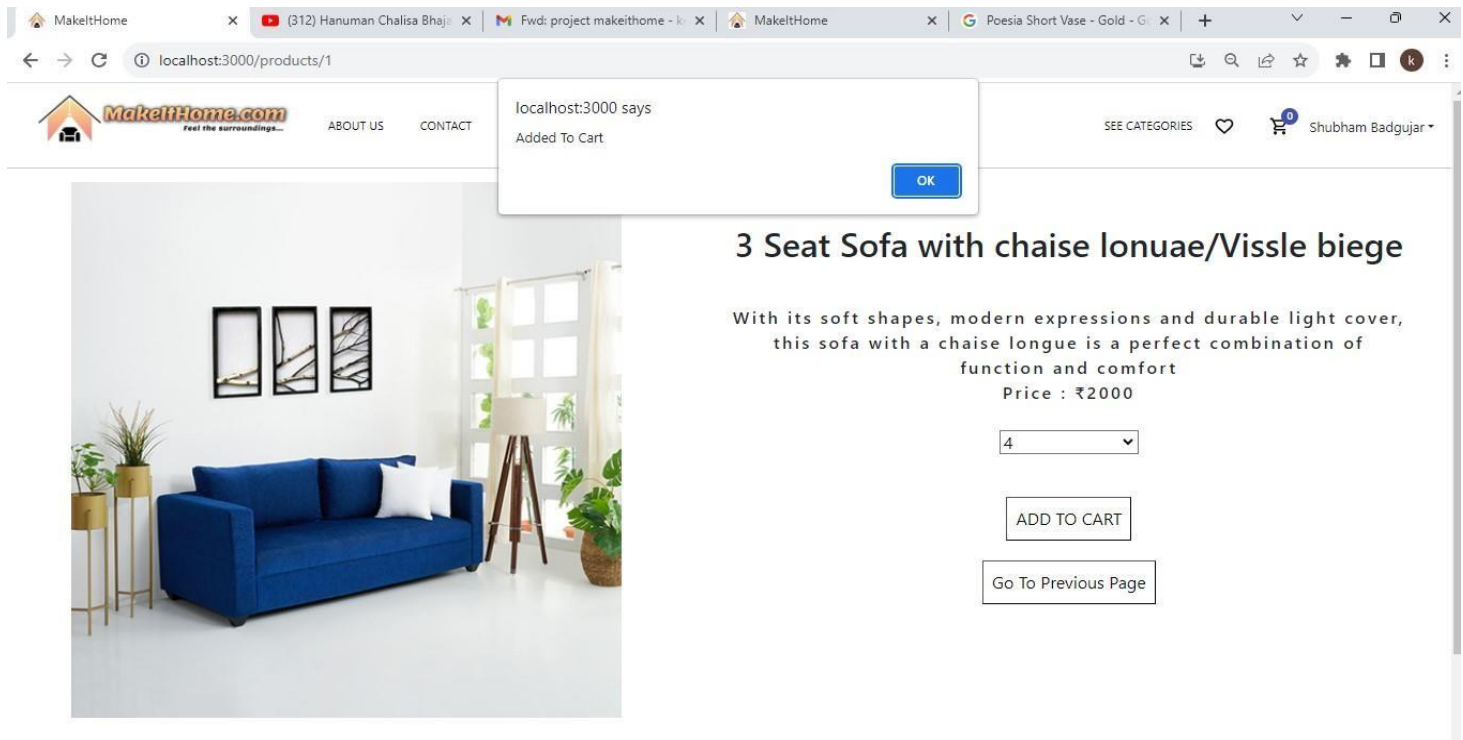 MakeItHome
(312) Hanuman Chalisa Bhaja
Fwd: project makeithome - k
MakeItHome
Poesia Short Vase - Gold - G
localhost:3000/products/1
k
MakeItHome.com
Feel the surroundings...
ABOUT US
CONTACT
localhost:3000 says
Added To Cart
OK
SEE CATEGORIES
0
Shubham Badgujar
3 Seat Sofa with chaise lonuae/Vissle biege
With its soft shapes, modern expressions and durable light cover,
this sofa with a chaise longue is a perfect combination of
function and comfort
Price : ₹2000
4
ADD TO CART
Go To Previous Page